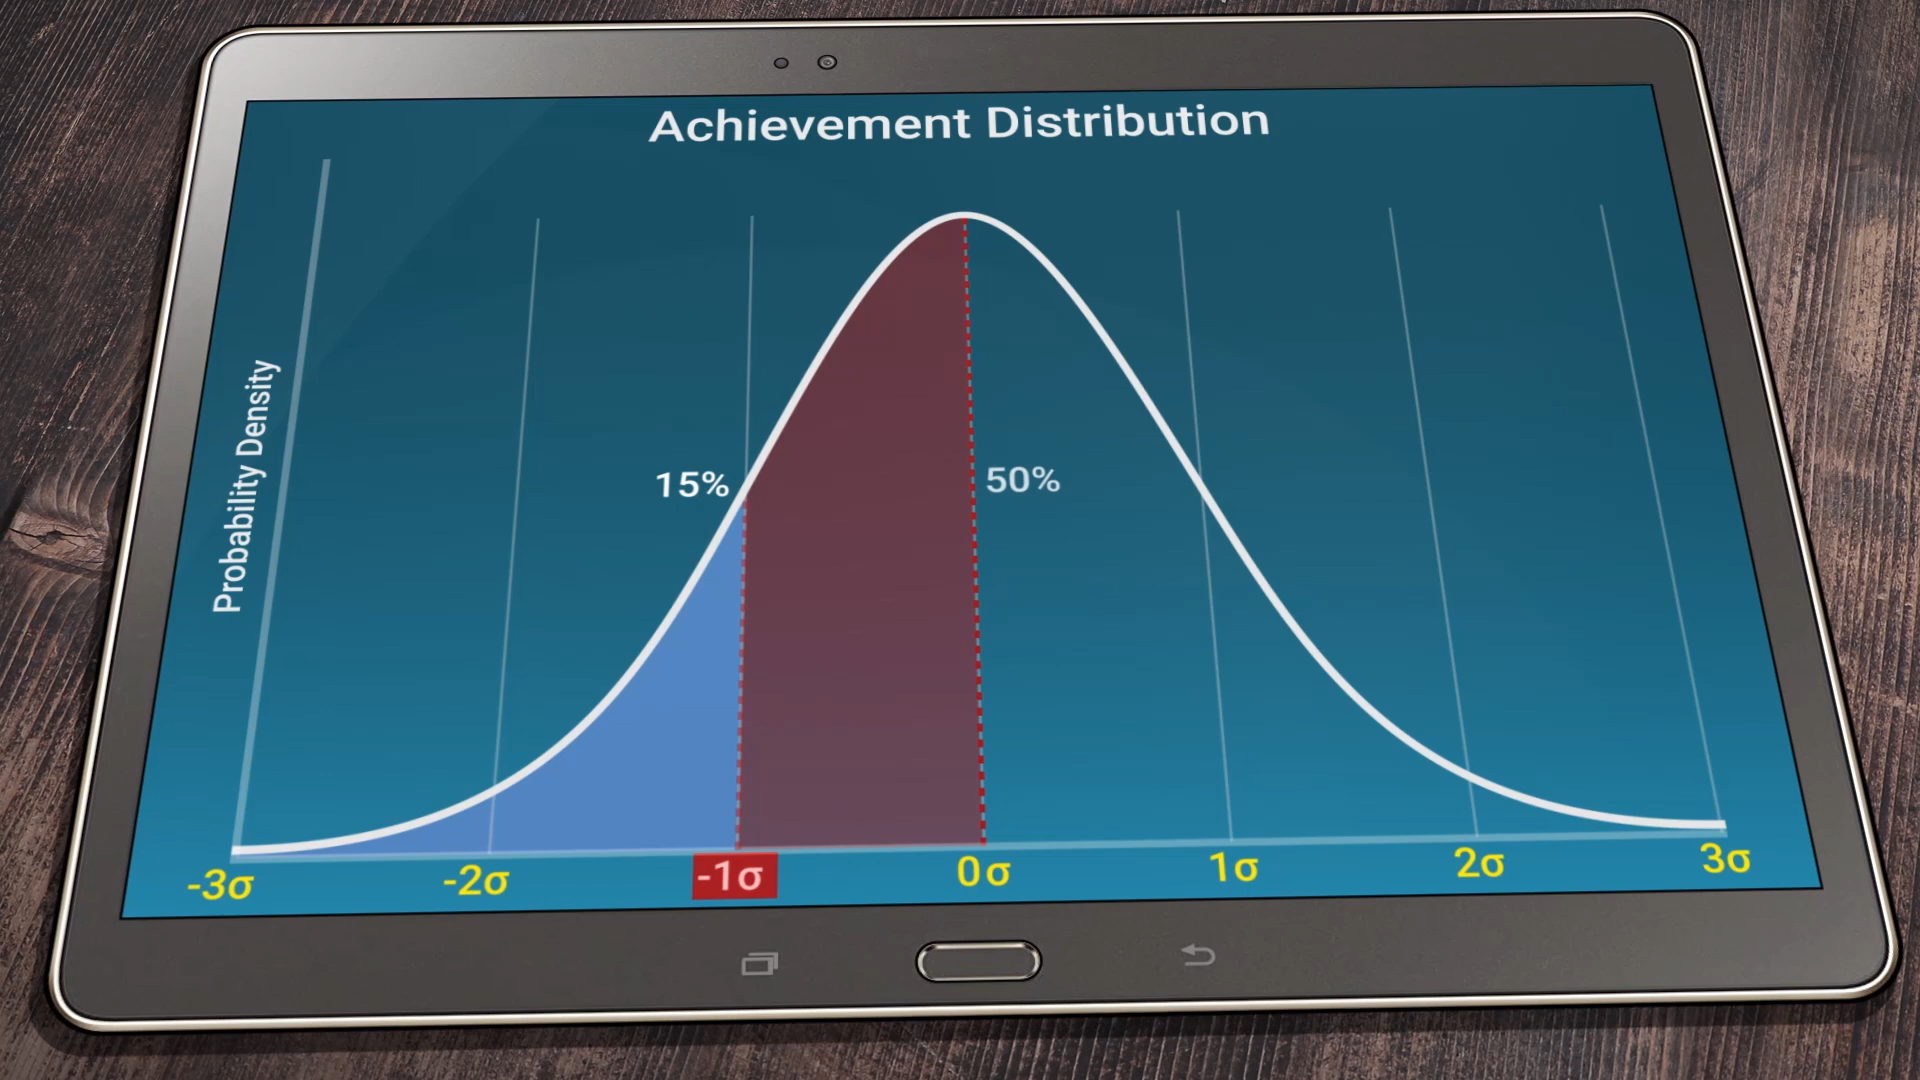 Achievement Distribution
Probability Density
15%
50%
-3σ
-2σ
-1σ
0σ
1σ
2σ
3σ